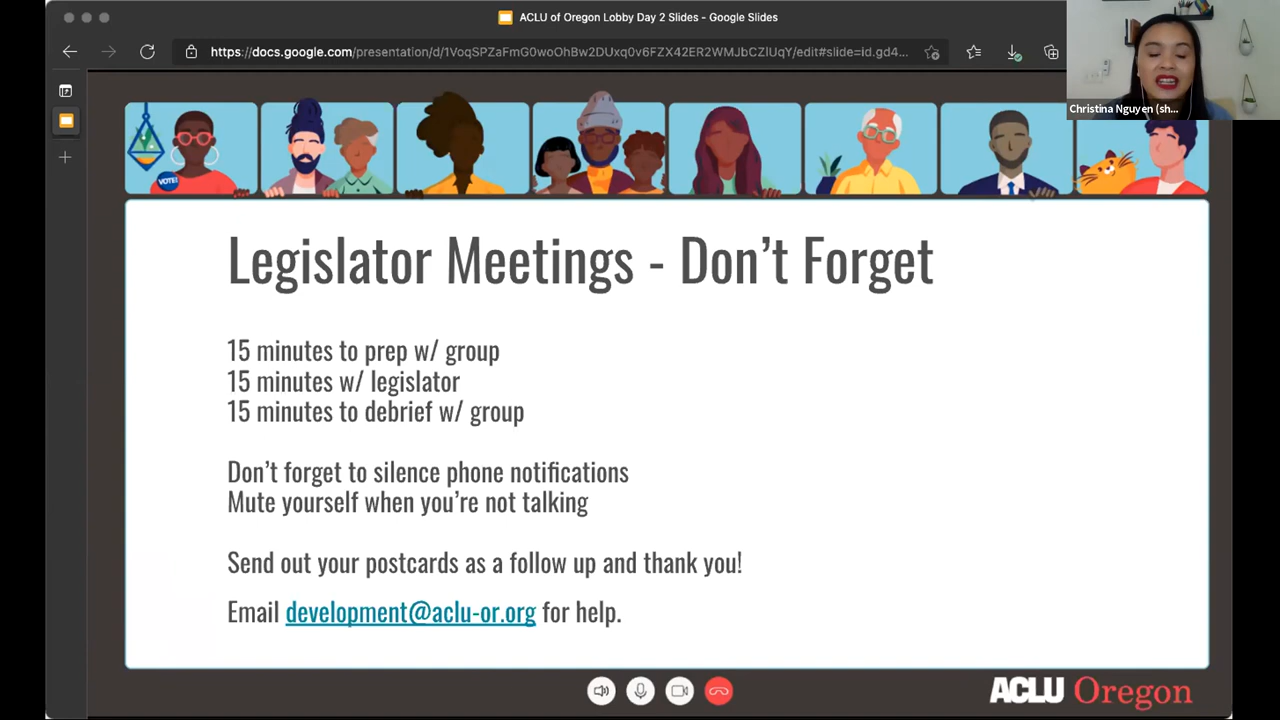 ACLU of Oregon Lobby Day 2 Slides - Google Slides
https://docs.google.com/presentation/d/1VoqSPZaFmG0woOhBw2DUxq0v6FZX42ER2WMJbCZlUqY/edit#slide=id.gd4...
Christina Nguyen (sh...
VOTE!
Legislator Meetings - Don't Forget
15 minutes to prep w/ group
15 minutes w/ legislator
15 minutes to debrief w/ group
Don't forget to silence phone notifications
Mute yourself when you're not talking
Send out your postcards as a follow up and thank you!
Email development@aclu-or.org for help.
ACLU Oregon